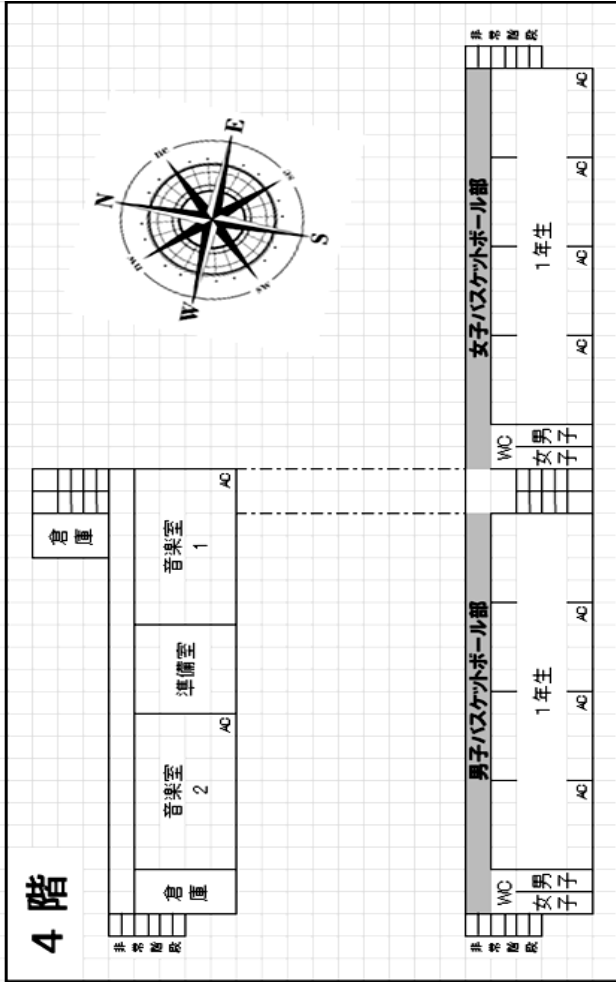 4階
倉庫
非常階段
倉庫
音楽室
2
AC
準備室
音楽室
1
AC
N
nw
ne
W
E
sw
se
S
非常階段
男子バスケットボール部
女子バスケットボール部
非常階段
WC
女子
男子
1年生
AC
AC
AC
WC
女子
男子
1年生
AC
AC
AC
AC